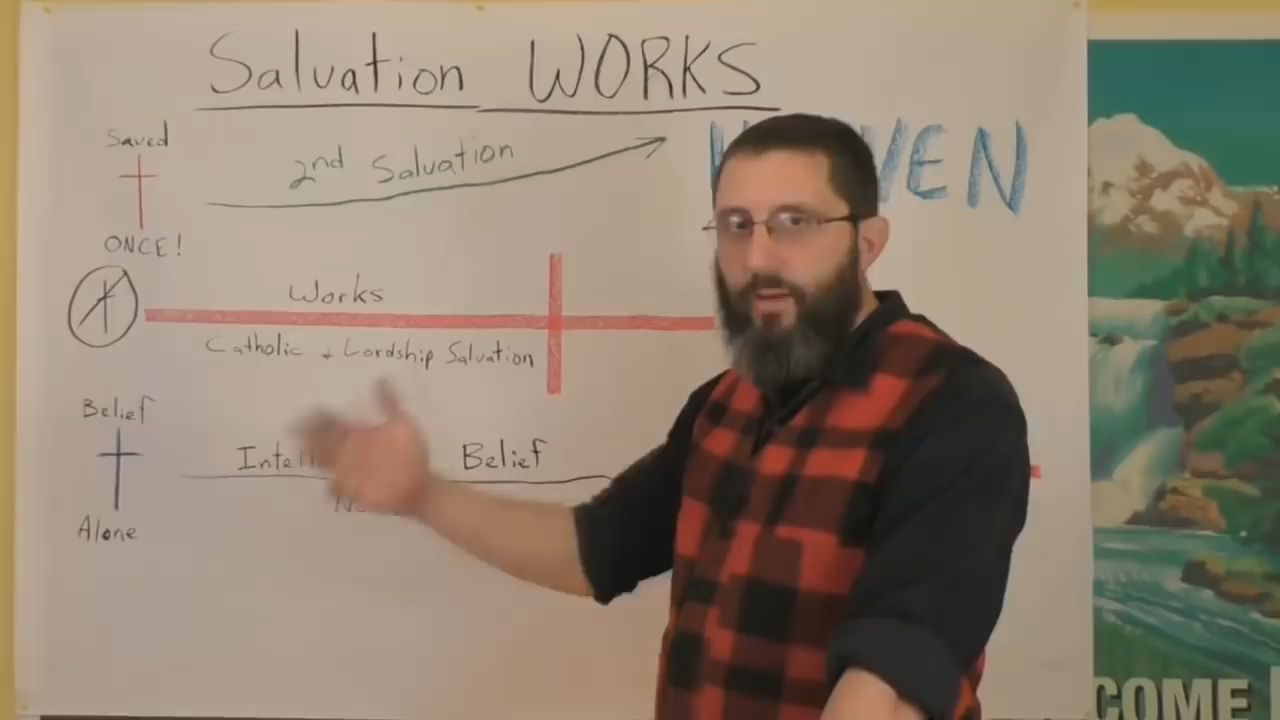 Salvation WORKS
Saved
2nd Salvation
ONCE!
Works
Catholic + Lordship Salvation
Belief
Belief
Alone
COME